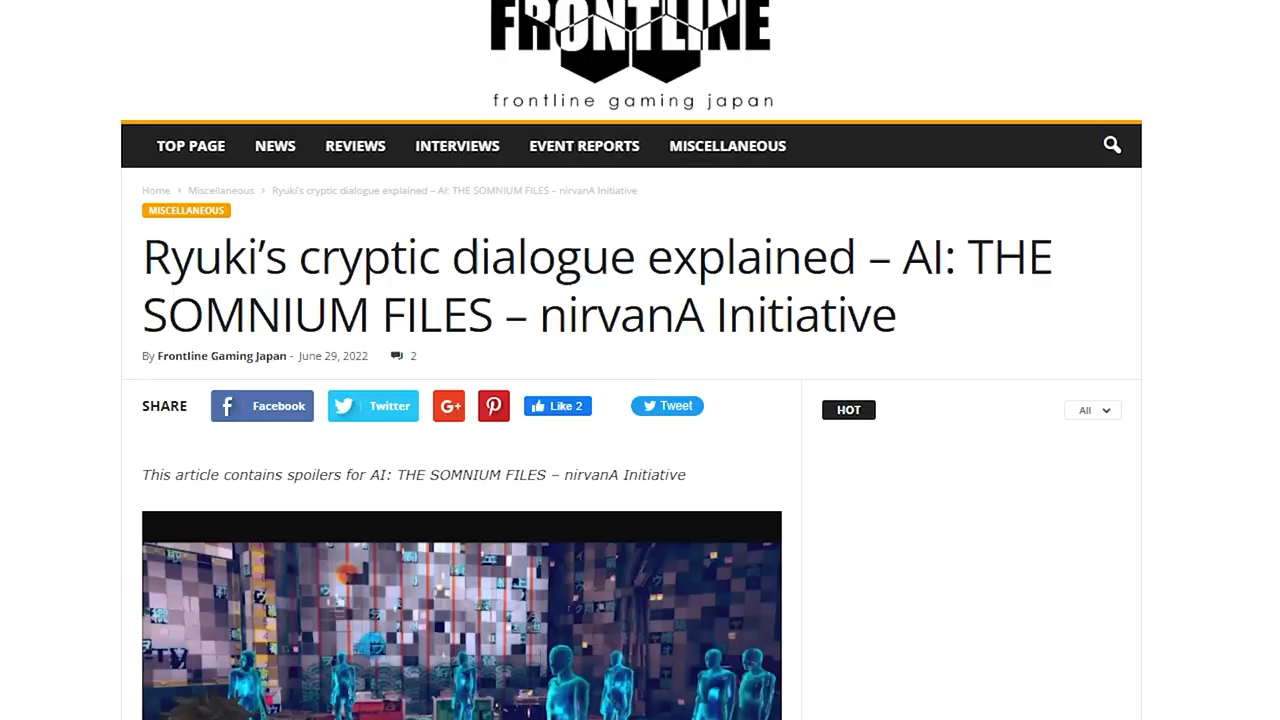 FRONTLINE
frontline gaming japan
TOP PAGE NEWS REVIEWS INTERVIEWS EVENT REPORTS MISCELLANEOUS
Home › Miscellaneous › Ryuki's cryptic dialogue explained – AI: THE SOMNIUM FILES – nirvanA Initiative
MISCELLANEOUS
Ryuki’s cryptic dialogue explained – AI: THE
SOMNIUM FILES – nirvanA Initiative
By Frontline Gaming Japan - June 29, 2022 2
SHARE Facebook Twitter G+ Like 2 Tweet
HOT All
This article contains spoilers for AI: THE SOMNIUM FILES – nirvanA Initiative